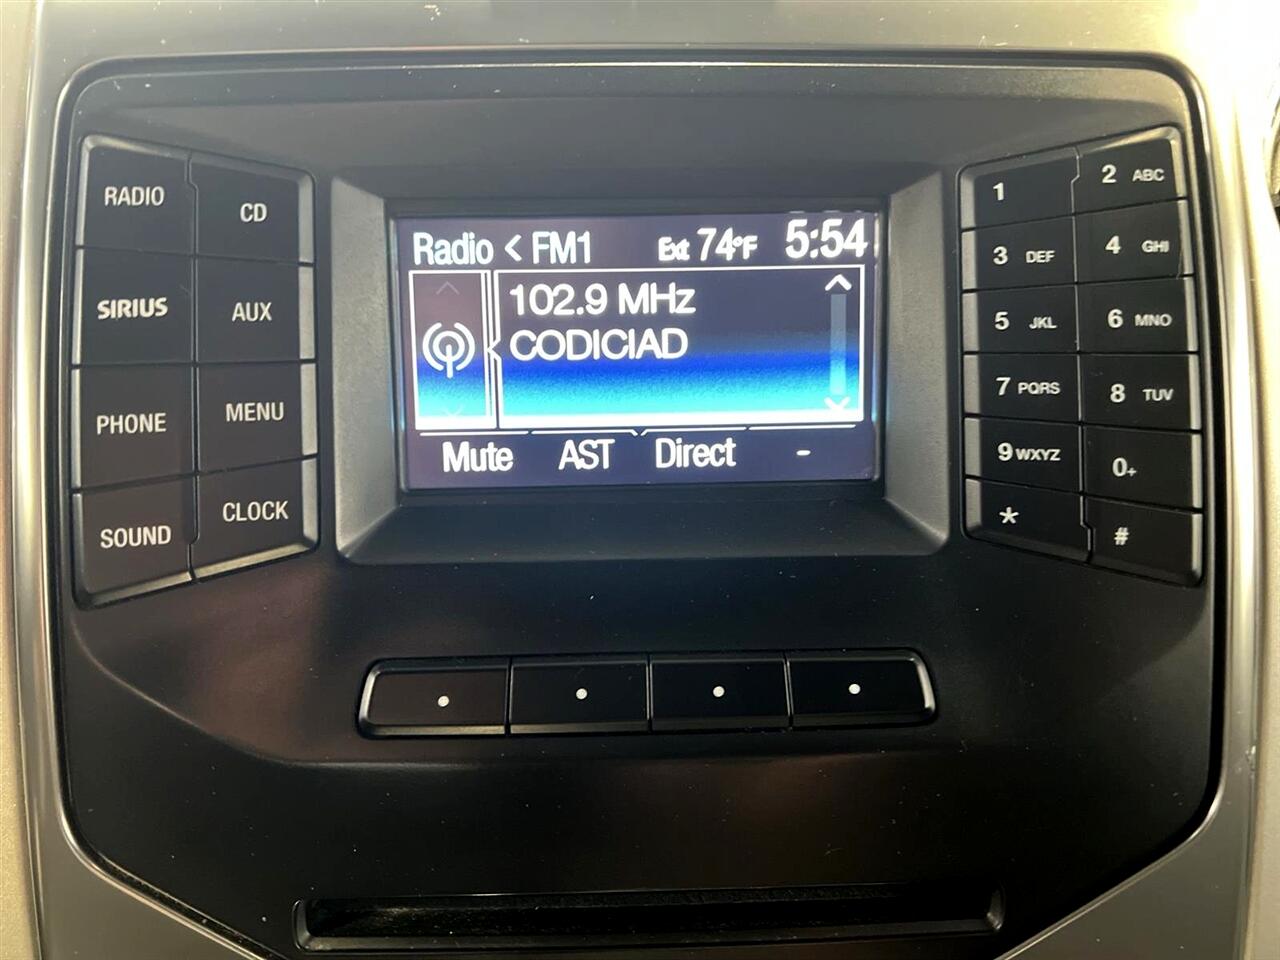 RADIO
CD
SIRIUS
AUX
PHONE
MENU
SOUND
CLOCK
Radio < FM1 Ext 74°F 5:54
102.9 MHz
CODICIAD
Mute AST Direct -
1
2 ABC
3 DEF
4 GHI
5 JKL
6 MNO
7 PQRS
8 TUV
9 WXYZ
0+
*
#